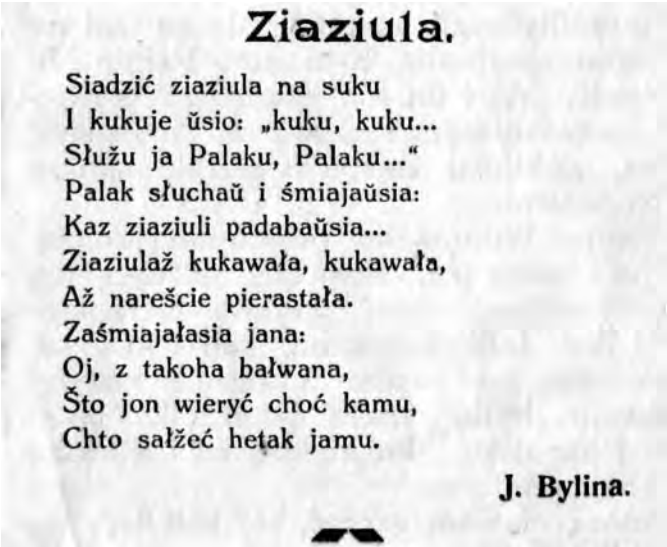 Ziaziula.
Siadzić ziaziula na suku
I kukuje ŭsio: „kuku, kuku...
Słužu ja Palaku, Palaku...“
Palak słuchaŭ i śmiajaŭsia:
Kaz ziaziuli padabaŭsia...
Ziaziulaž kukawała, kukawała,
Až narešcie pierastała.
Zaśmiajałasia jana:
Oj, z takoha bałwana,
Što jon wieryć choć kamu,
Chto sałžeć hetak jamu.
J. Bylina.